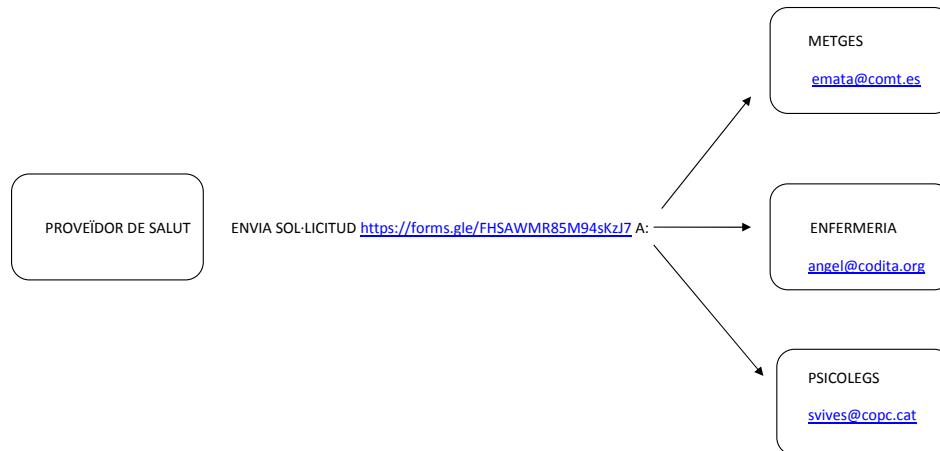 METGES
emata@comt.es
PROVEÏDOR DE SALUT
ENVIA SOL·LICITUD https://forms.gle/FHSAWMR85M94sKzJ7 A:
ENFERMERIA
angel@codita.org
PSICOLEGS
svives@copc.cat